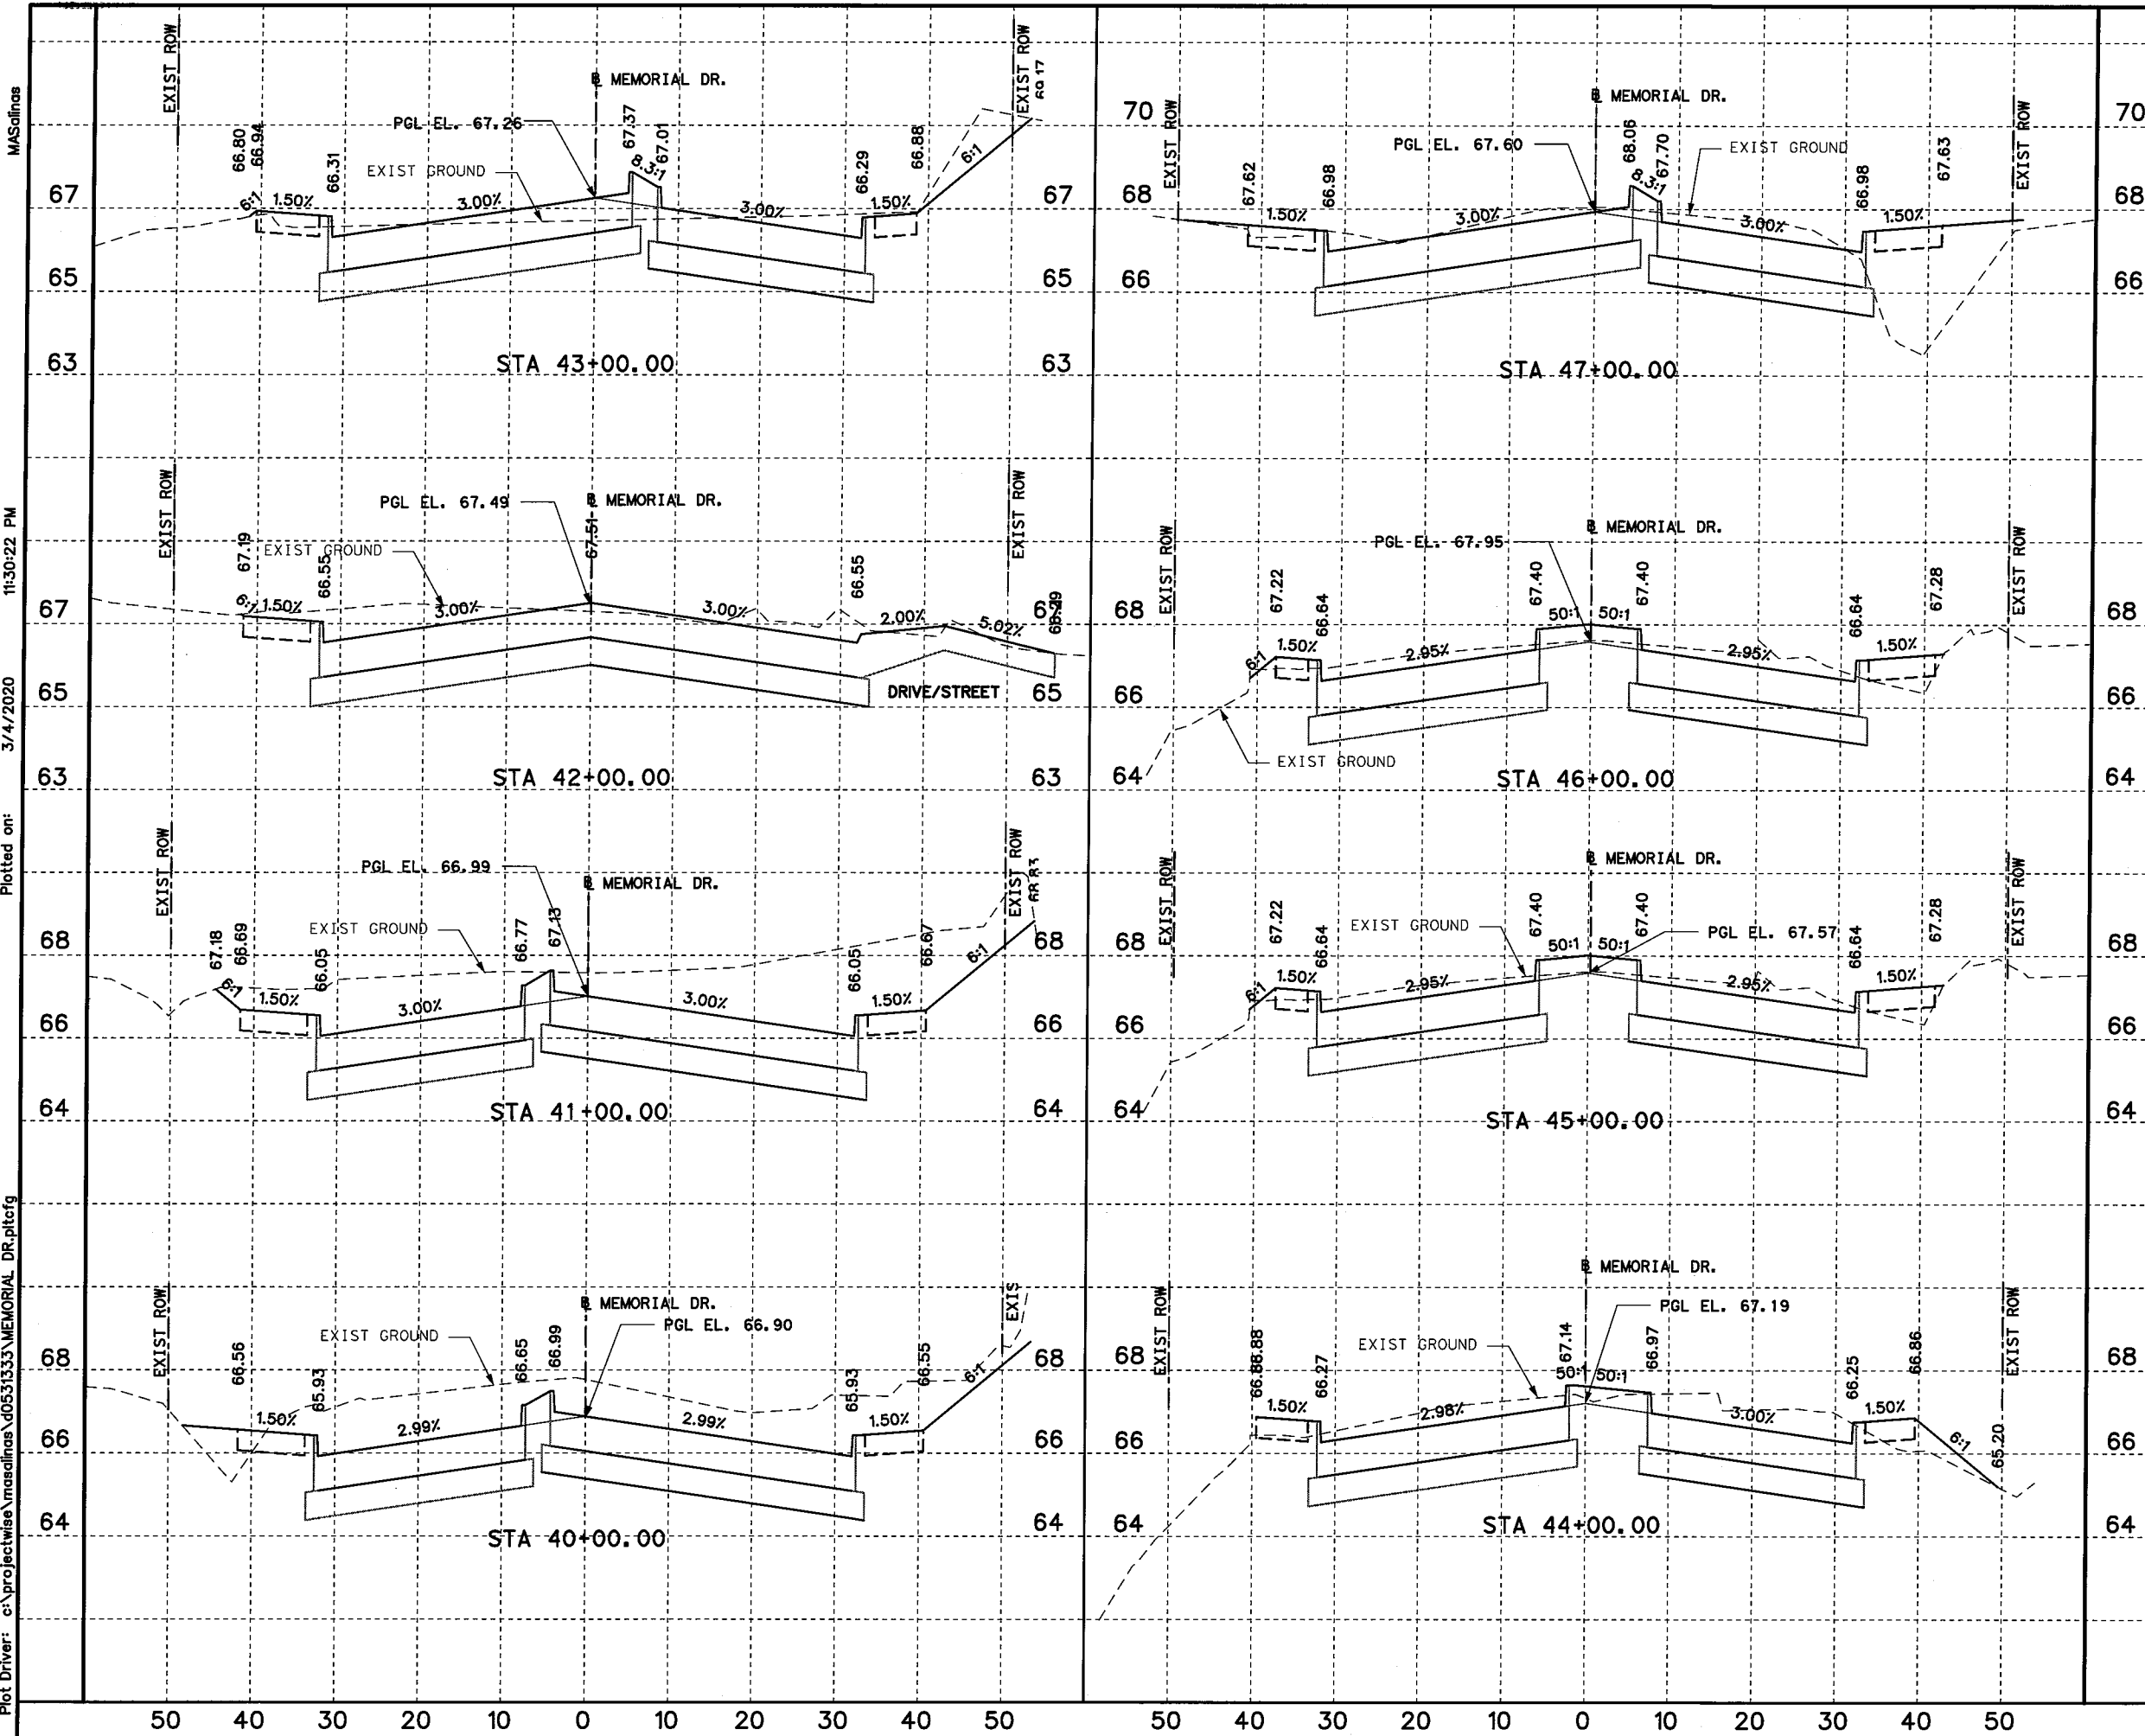 MASalinas
11:30:22 PM
3/4/2020
Plotted on:
c:\projectwise\masalinas\d0531333\MEMORIAL DR.pltcfg
Plot Driver:
EXIST ROW
MEMORIAL DR.
EXIST ROW
PGL EL. 67.26
EXIST GROUND
66.80
66.94
66.31
67.37
67.01
66.29
66.88
6:1
1.50%
3.00%
8.3:1
3.00%
1.50%
6:1
67
67
65
65
63
STA 43+00.00
63
EXIST ROW
PGL EL. 67.49
MEMORIAL DR.
EXIST ROW
EXIST GROUND
67.19
66.55
67.51
66.55
6:1
1.50%
3.00%
3.00%
2.00%
5.02%
67
67
65
DRIVE/STREET
65
63
STA 42+00.00
63
EXIST ROW
PGL EL. 66.99
MEMORIAL DR.
EXIST ROW
EXIST GROUND
67.18
66.69
66.05
66.77
67.13
66.05
66.67
6:1
1.50%
3.00%
3.00%
1.50%
6:1
68
68
66
66
64
STA 41+00.00
64
EXIST ROW
MEMORIAL DR.
EXIS
EXIST GROUND
PGL EL. 66.90
66.56
65.93
66.65
66.99
65.93
66.55
1.50%
2.99%
2.99%
1.50%
6:1
68
68
66
66
64
STA 40+00.00
64
50 40 30 20 10 0 10 20 30 40 50
EXIST ROW
MEMORIAL DR.
EXIST ROW
PGL EL. 67.60
EXIST GROUND
67.62
66.98
68.06
67.70
66.98
67.63
1.50%
3.00%
8.3:1
3.00%
1.50%
70
70
68
68
66
66
STA 47+00.00
EXIST ROW
MEMORIAL DR.
EXIST ROW
PGL EL. 67.95
67.22
66.64
67.40
67.40
66.64
67.28
6:1
1.50%
2.95%
50:1
50:1
2.95%
1.50%
68
68
66
66
EXIST GROUND
64
STA 46+00.00
64
EXIST ROW
MEMORIAL DR.
EXIST ROW
EXIST GROUND
PGL EL. 67.57
67.22
66.64
67.40
67.40
66.64
67.28
6:1
1.50%
2.95%
50:1
50:1
2.95%
1.50%
68
68
66
66
64
STA 45+00.00
64
EXIST ROW
MEMORIAL DR.
EXIST ROW
EXIST GROUND
PGL EL. 67.19
66.27
67.14
66.97
66.25
66.86
65.20
1.50%
2.98%
50:1
50:1
3.00%
1.50%
6:1
68
68
66
66
64
STA 44+00.00
64
50 40 30 20 10 0 10 20 30 40 50